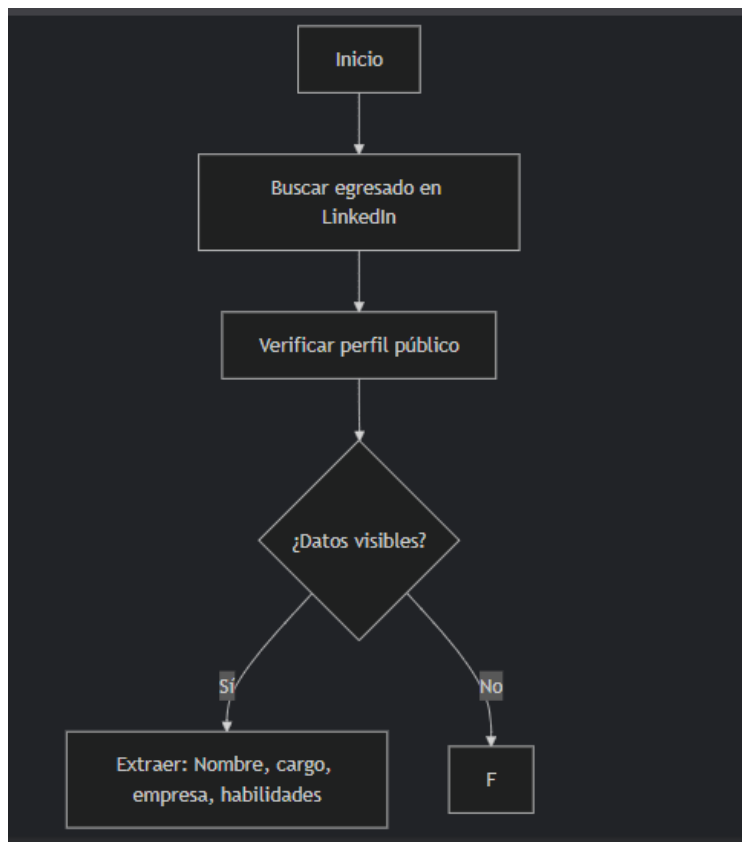 Inicio
Buscar egresado en
LinkedIn
Verificar perfil público
¿Datos visibles?
Sí
No
Extraer: Nombre, cargo,
empresa, habilidades
F